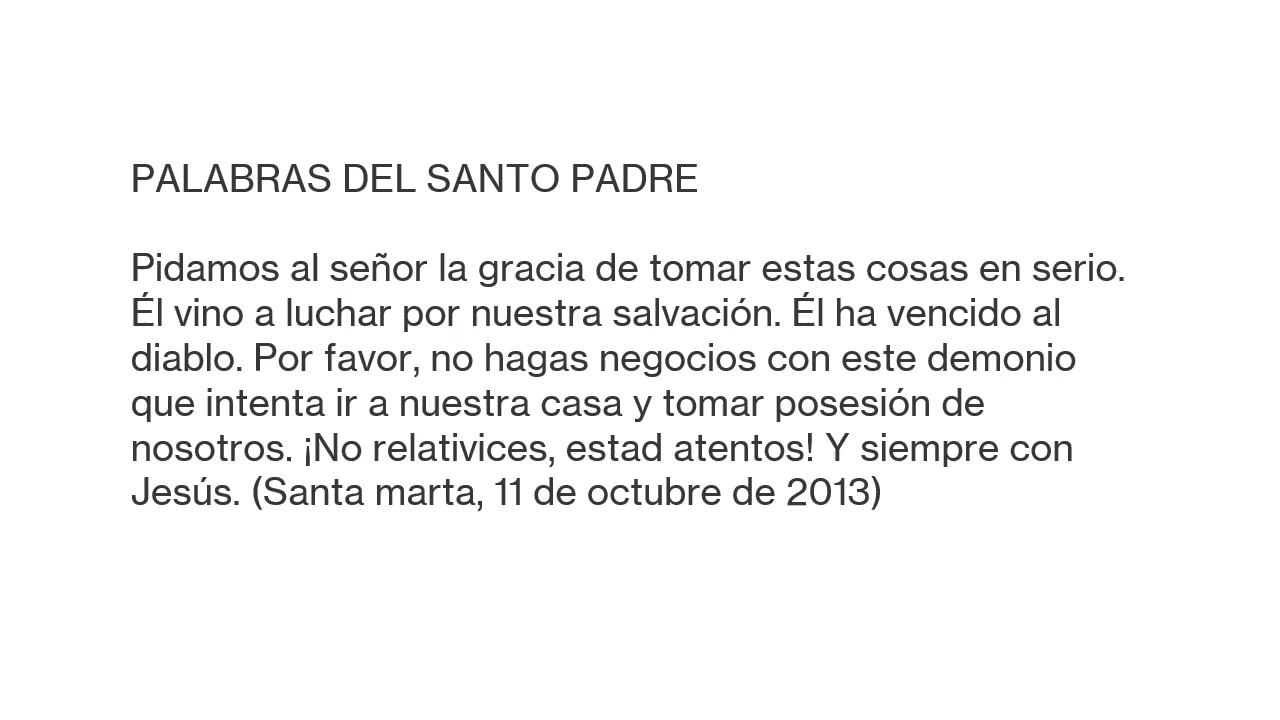 PALABRAS DEL SANTO PADRE
Pidamos al señor la gracia de tomar estas cosas en serio.
Él vino a luchar por nuestra salvación. Él ha vencido al
diablo. Por favor, no hagas negocios con este demonio
que intenta ir a nuestra casa y tomar posesión de
nosotros. ¡No relativices, estad atentos! Y siempre con
Jesús. (Santa marta, 11 de octubre de 2013)